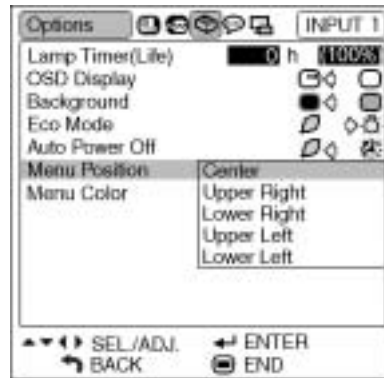 Options INPUT 1
Lamp Timer(Life) 0 h (100%)
OSD Display
Background
Eco Mode
Auto Power Off
Menu Position Center
Menu Color Upper Right
Lower Right
Upper Left
Lower Left
SEL./ADJ. ENTER
BACK END